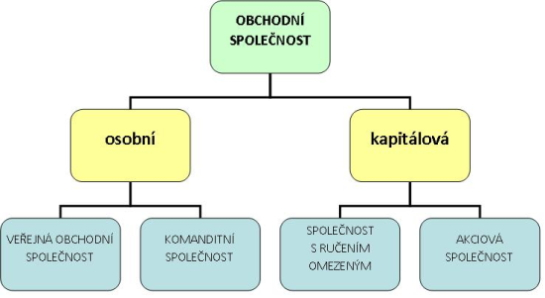 OBCHODNÍ
SPOLEČNOST
osobní
kapitálová
VEŘEJNÁ OBCHODNÍ
SPOLEČNOST
KOMANDITNÍ
SPOLEČNOST
SPOLEČNOST
S RUČENÍM
OMEZENÝM
AKCIOVÁ
SPOLEČNOST